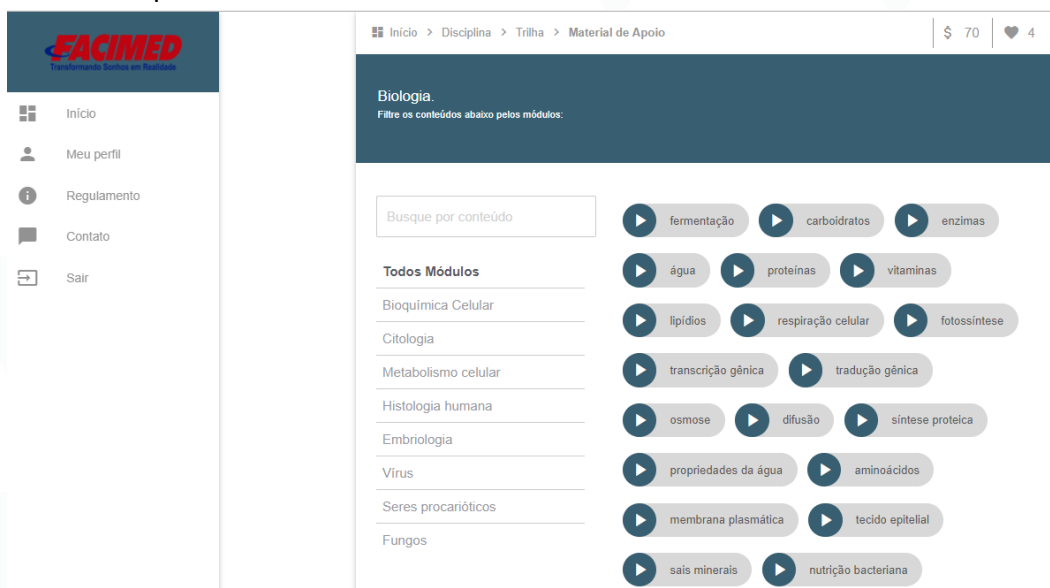 FACIMED
Transformando Sonhos em Realidade
Início
Meu perfil
Regulamento
Contato
Sair
Início > Disciplina > Trilha > Material de Apoio
$ 70
4
Biologia.
Filtre os conteúdos abaixo pelos módulos:
Busque por conteúdo
Todos Módulos
Bioquímica Celular
Citologia
Metabolismo celular
Histologia humana
Embriologia
Vírus
Seres procarióticos
Fungos
fermentação carboidratos enzimas
água proteínas vitaminas
lipídios respiração celular fotossíntese
transcrição gênica tradução gênica
osmose difusão síntese proteica
propriedades da água aminoácidos
membrana plasmática tecido epitelial
sais minerais nutrição bacteriana